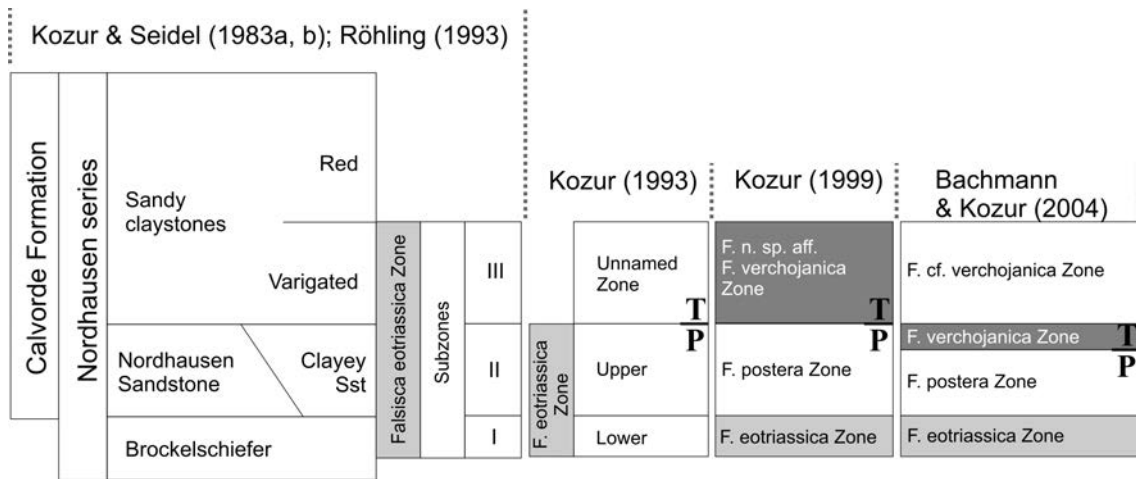 Kozur & Seidel (1983a, b); Röhling (1993)
Calvorde Formation
Nordhausen series
Sandy
claystones
Red
Varigated
Nordhausen
Sandstone
Clayey
Sst
Brockelschiefer
Falsisca eotriassica Zone
Subzones
III
II
I
Kozur (1993)
F. eotriassica
Zone
Unnamed
Zone
T
P
Upper
Lower
Kozur (1999)
F. n. sp. aff.
F. verchojanica
Zone
T
P
F. postera Zone
F. eotriassica Zone
Bachmann
& Kozur (2004)
F. cf. verchojanica Zone
F. verchojanica Zone
T
P
F. postera Zone
F. eotriassica Zone